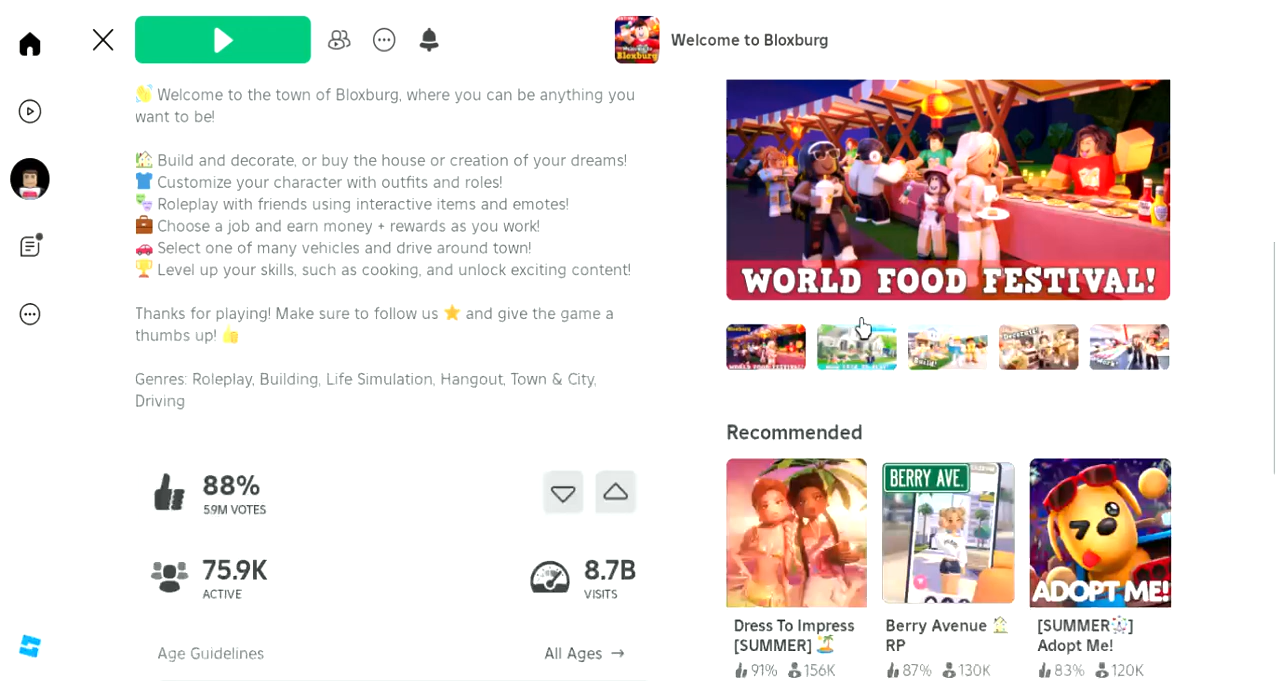 Welcome to Bloxburg
👋 Welcome to the town of Bloxburg, where you can be anything you
want to be!
🏡 Build and decorate, or buy the house or creation of your dreams!
👕 Customize your character with outfits and roles!
🎭 Roleplay with friends using interactive items and emotes!
💼 Choose a job and earn money + rewards as you work!
🚗 Select one of many vehicles and drive around town!
🏆 Level up your skills, such as cooking, and unlock exciting content!
Thanks for playing! Make sure to follow us ⭐ and give the game a
thumbs up! 👍
Genres: Roleplay, Building, Life Simulation, Hangout, Town & City,
Driving
88%
5.9M VOTES
75.9K
ACTIVE
8.7B
VISITS
Age Guidelines
All Ages →
WORLD FOOD FESTIVAL!
Recommended
BERRY AVE.
ADOPT ME!
Dress To Impress
[SUMMER] 🏝️
91% 156K
Berry Avenue 🏡
RP
87% 130K
[SUMMER🎡]
Adopt Me!
83% 120K